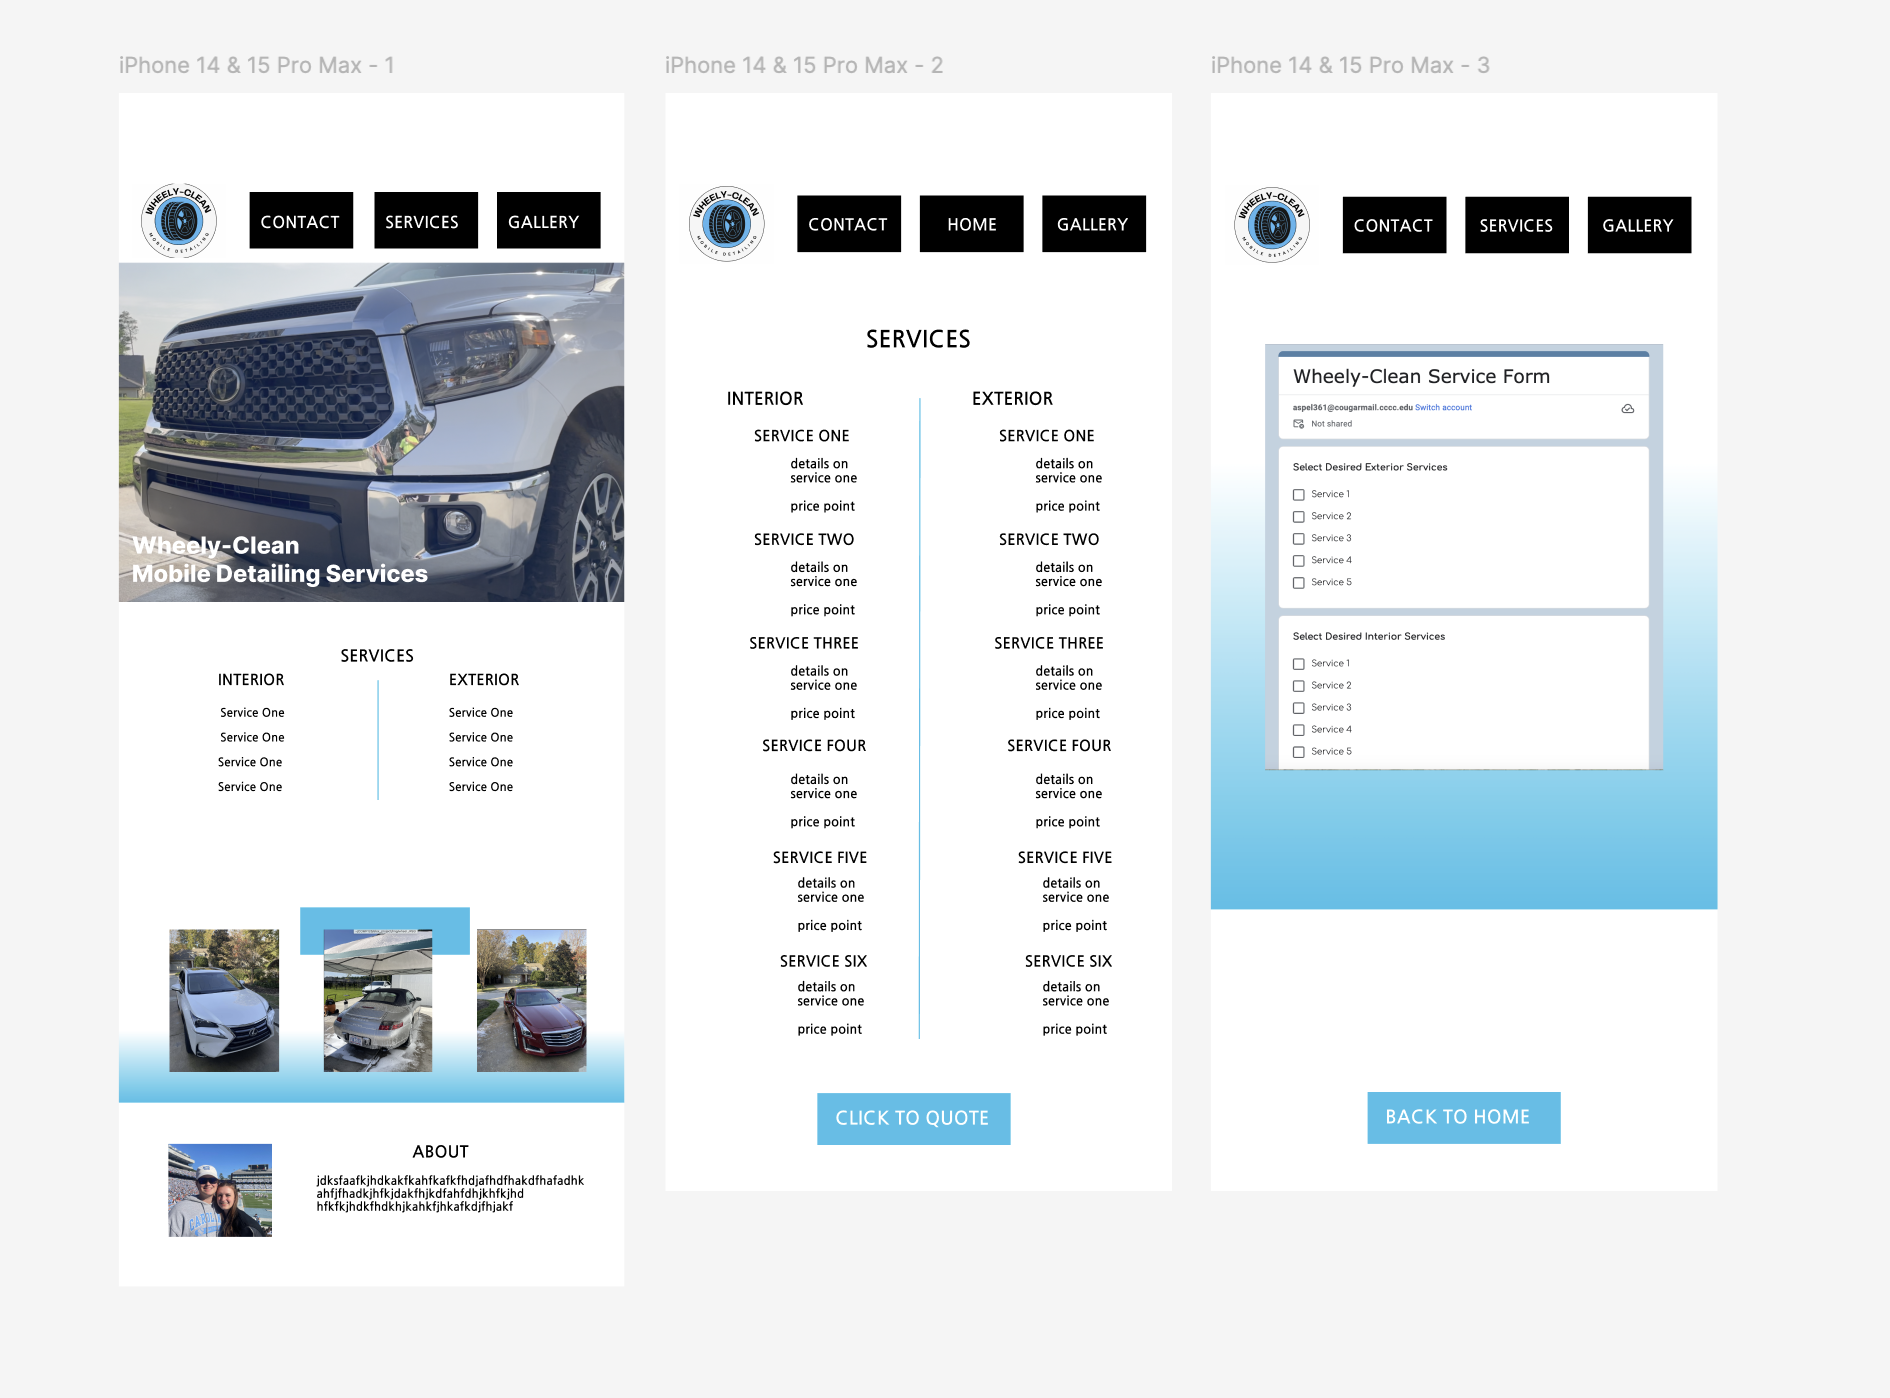 iPhone 14 & 15 Pro Max - 1
WHEELY-CLEAN
MOBILE DETAILING
CONTACT
SERVICES
GALLERY
Wheely-Clean
Mobile Detailing Services
SERVICES
INTERIOR
Service One
Service One
Service One
Service One
EXTERIOR
Service One
Service One
Service One
Service One
ABOUT
jdksfaafkjhdkakfkahfkafkfhdjafhdfhakdfhafadhk
ahfjfhadkjhfkjdakfhjkdfahfdhjkhfkjhd
hfkfkjhdkfhdkhjkahkfjhkafkdjfhjakf
iPhone 14 & 15 Pro Max - 2
WHEELY-CLEAN
MOBILE DETAILING
CONTACT
HOME
GALLERY
SERVICES
INTERIOR
SERVICE ONE
details on
service one
price point
SERVICE TWO
details on
service one
price point
SERVICE THREE
details on
service one
price point
SERVICE FOUR
details on
service one
price point
SERVICE FIVE
details on
service one
price point
SERVICE SIX
details on
service one
price point
EXTERIOR
SERVICE ONE
details on
service one
price point
SERVICE TWO
details on
service one
price point
SERVICE THREE
details on
service one
price point
SERVICE FOUR
details on
service one
price point
SERVICE FIVE
details on
service one
price point
SERVICE SIX
details on
service one
price point
CLICK TO QUOTE
iPhone 14 & 15 Pro Max - 3
WHEELY-CLEAN
MOBILE DETAILING
CONTACT
SERVICES
GALLERY
Wheely-Clean Service Form
aspel361@cougarmail.cccc.edu Switch account
Not shared
Select Desired Exterior Services
Service 1
Service 2
Service 3
Service 4
Service 5
Select Desired Interior Services
Service 1
Service 2
Service 3
Service 4
Service 5
BACK TO HOME